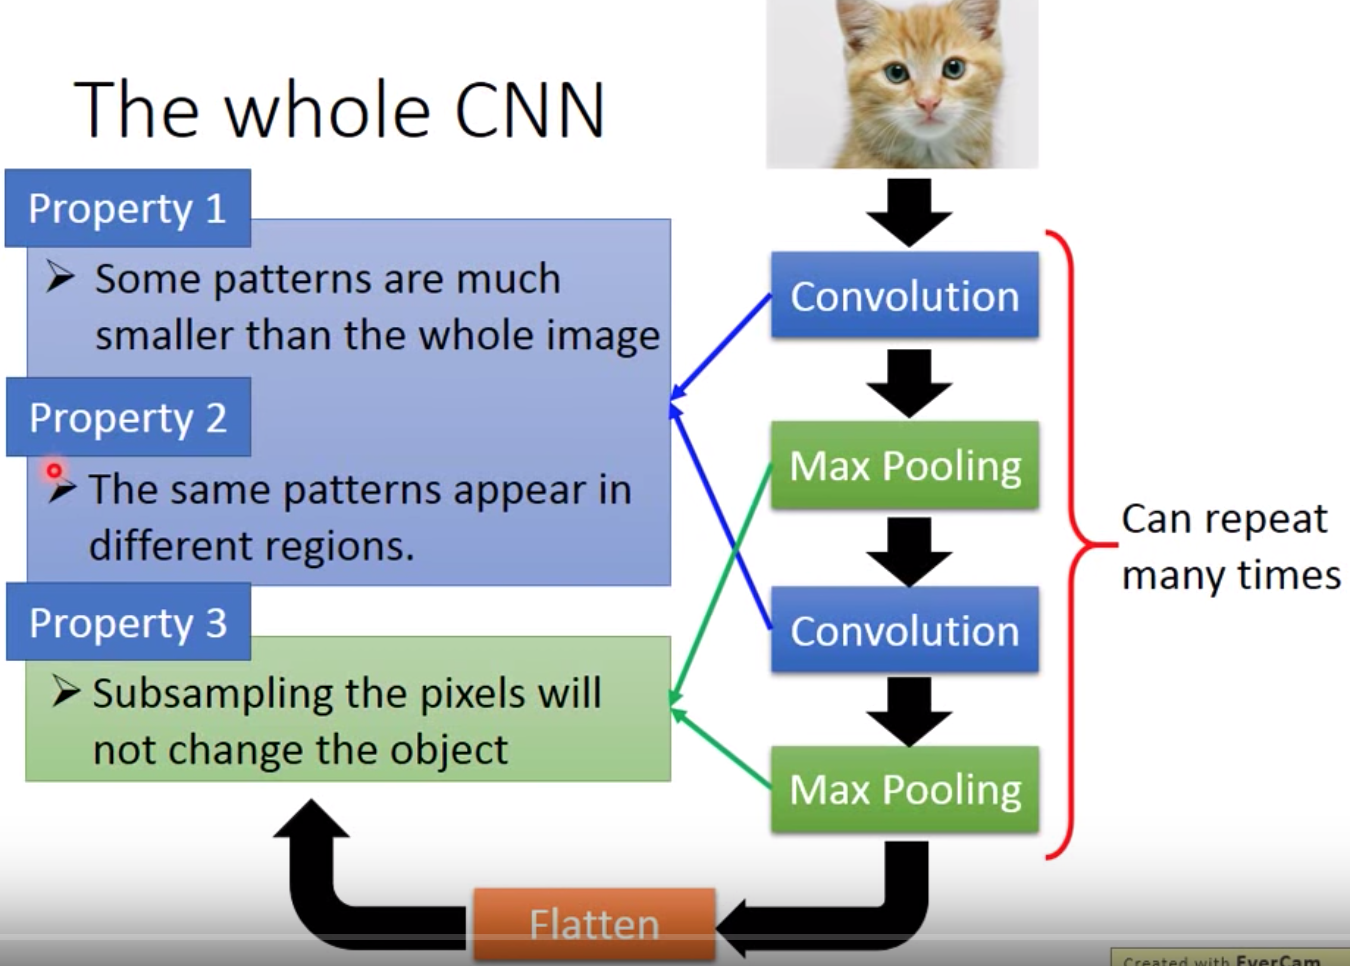 The whole CNN
Property 1
➢ Some patterns are much
smaller than the whole image
Property 2
➢ The same patterns appear in
different regions.
Property 3
➢ Subsampling the pixels will
not change the object
Convolution
Max Pooling
Convolution
Max Pooling
Can repeat
many times
Flatten
Created with EverCam